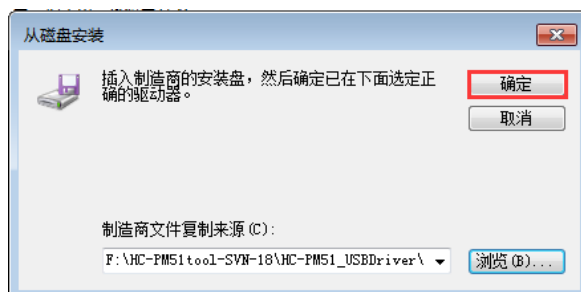 从磁盘安装
插入制造商的安装盘，然后确定已在下面选定正
确的驱动器。
确定
取消
制造商文件复制来源(C):
F:\HC-PM51tool-SVN-18\HC-PM51_USBDriver\
浏览(B)...